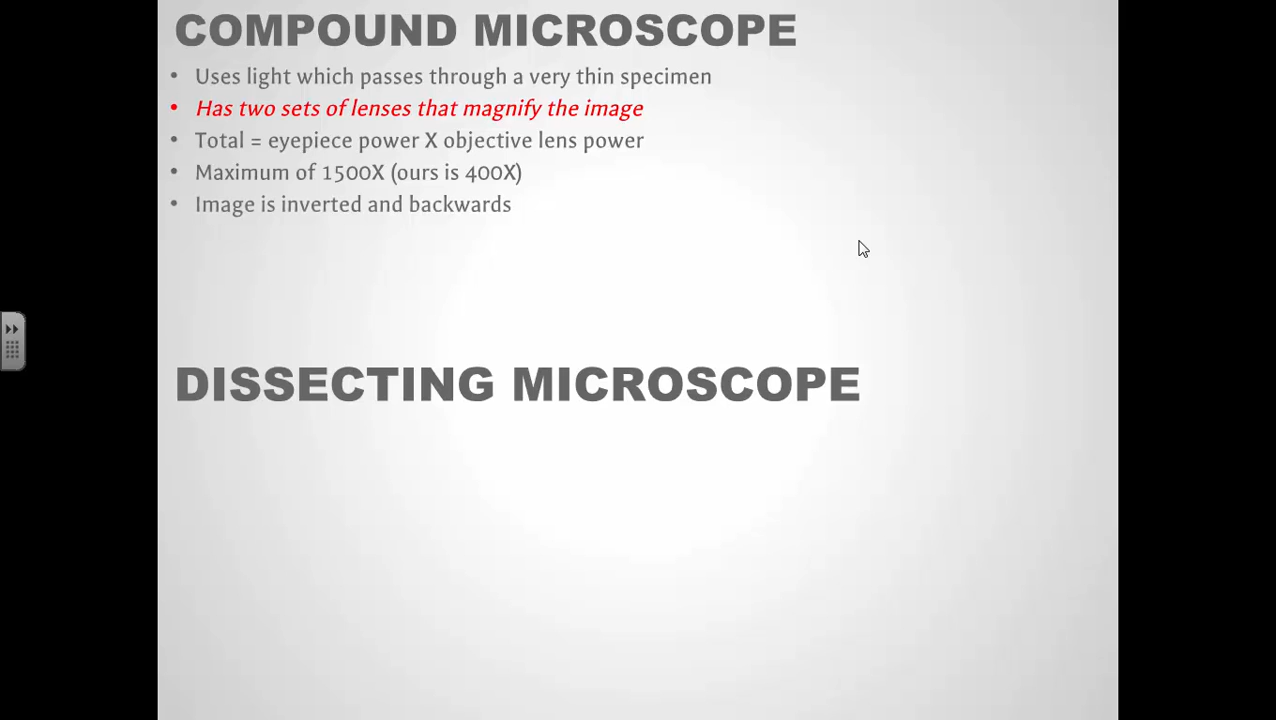 COMPOUND MICROSCOPE
• Uses light which passes through a very thin specimen
• Has two sets of lenses that magnify the image
• Total = eyepiece power X objective lens power
• Maximum of 1500X (ours is 400X)
• Image is inverted and backwards
DISSECTING MICROSCOPE